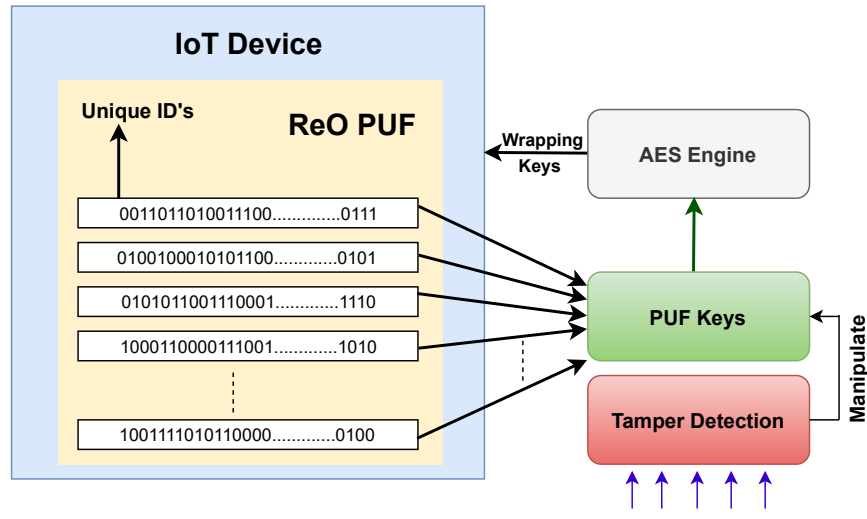 IoT Device
Unique ID's
ReO PUF
0011011010011100.............0111
0100100010101100.............0101
0101011001110001.............1110
1000110000111001.............1010
1001111010110000.............0100
Wrapping
Keys
AES Engine
PUF Keys
Tamper Detection
Manipulate